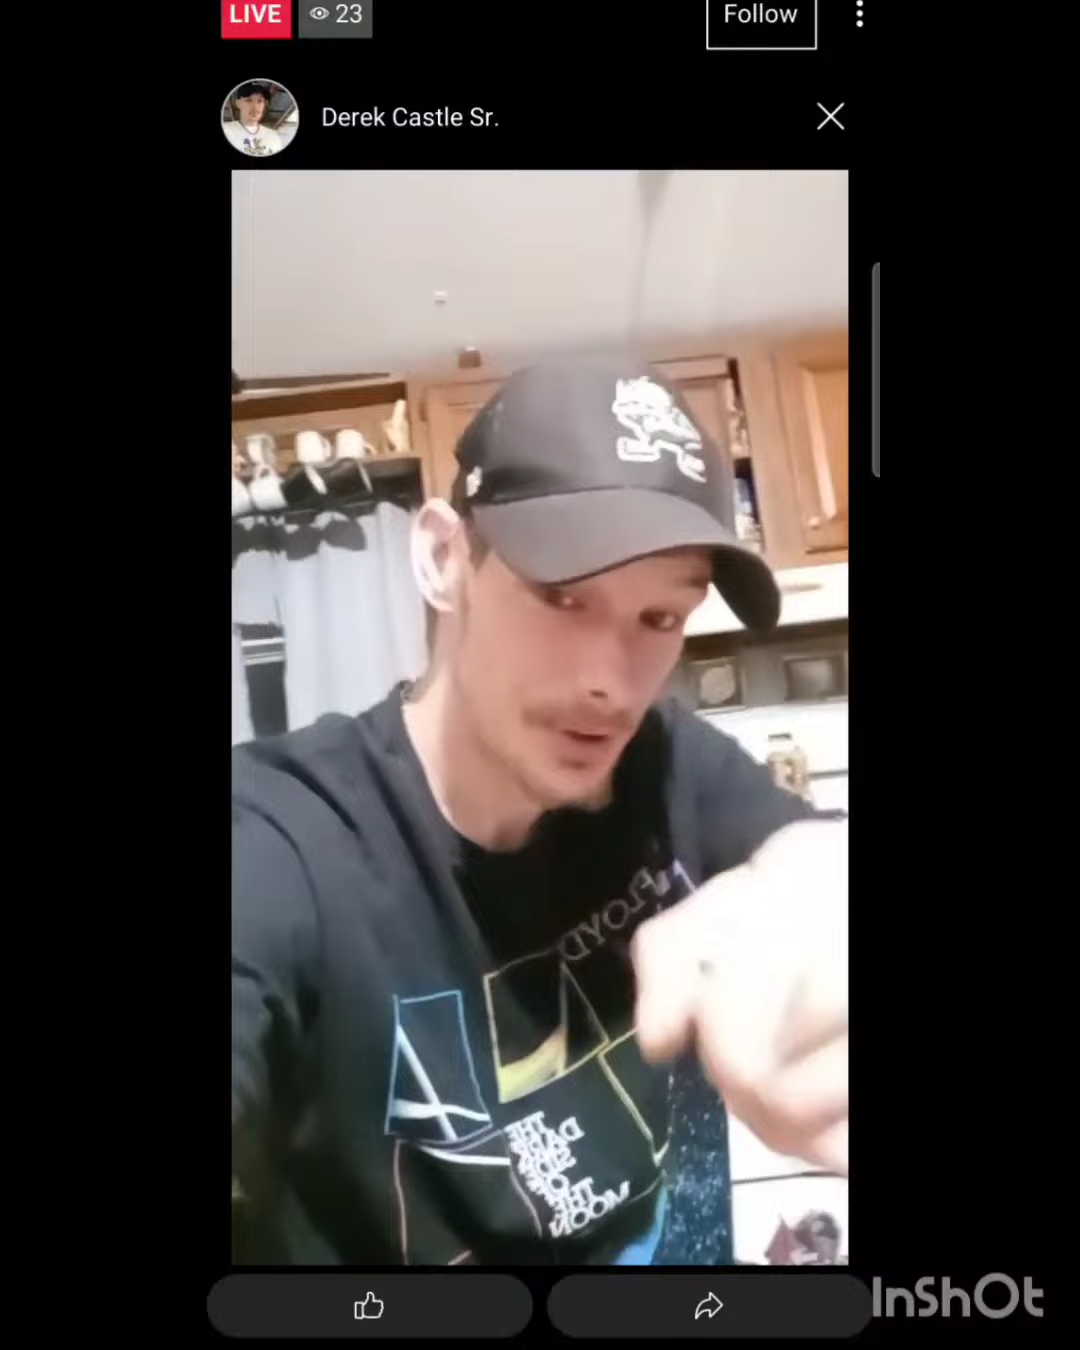 LIVE 23 Follow
Derek Castle Sr.
FLOYD
THE
DARK
SIDE
OF
THE
MOON
InShOt